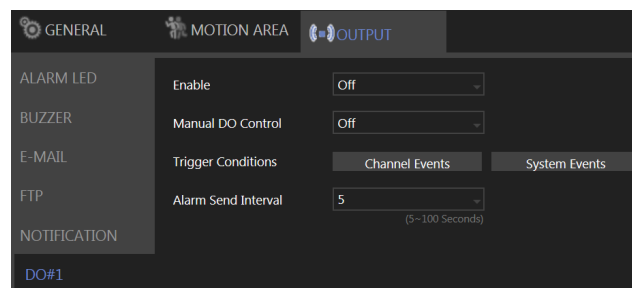 GENERAL MOTION AREA OUTPUT
ALARM LED
BUZZER
E-MAIL
FTP
NOTIFICATION
DO#1
Enable Off
Manual DO Control Off
Trigger Conditions Channel Events System Events
Alarm Send Interval 5
(5~100 Seconds)